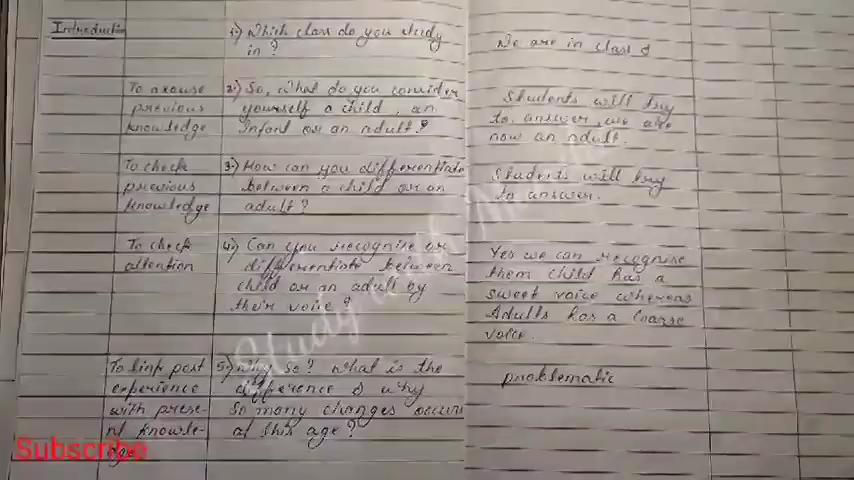 Introduction
1) Which class do you study
in ?
We are in class 8
To arouse
previous
knowledge
2) So, What do you consider
yourself a child, an
infant or an adult ?
Students will try
to answer, we are
now an adult.
To check
previous
knowledge
3) How can you differentiate
between a child or an
adult ?
Students will try
to answer.
To check
attention
4) Can you recognise or
differentiate between
child or an adult by
their voice ?
Yes we can recognise
them child has a
sweet voice whereas
Adults has a coarse
voice.
To link past
experience
with prese-
nt knowle-
dge
5) Why so ? What is the
difference & why
so many changes occurs
at this age ?
problematic
Study
Subscribe